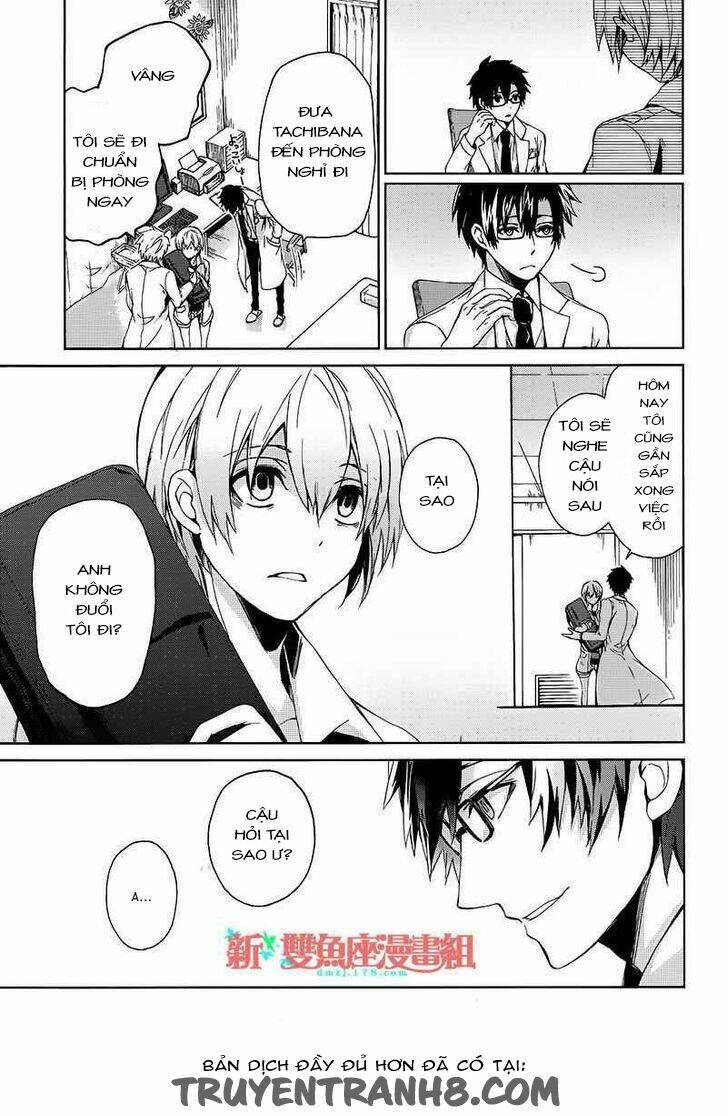 ĐƯA
TACHIBANA
ĐẾN PHÒNG
NGHỈ ĐI
VÂNG
TÔI SẼ ĐI
CHUẨN
BỊ PHÒNG
NGAY
HÔM
NAY
TÔI
CŨNG
GẦN SẮP
XONG
VIỆC
RỒI
TÔI SẼ
NGHE
CẬU
NÓI
SAU
TẠI
SAO
ANH
KHÔNG
ĐUỔI
TÔI ĐI?
CẬU
HỎI TẠI
SAO Ư?
A...
新雙魚座漫畫組
dmzj.178.com
BẢN DỊCH ĐẦY ĐỦ HƠN ĐÃ CÓ TẠI:
TRUYENTRANH8.COM